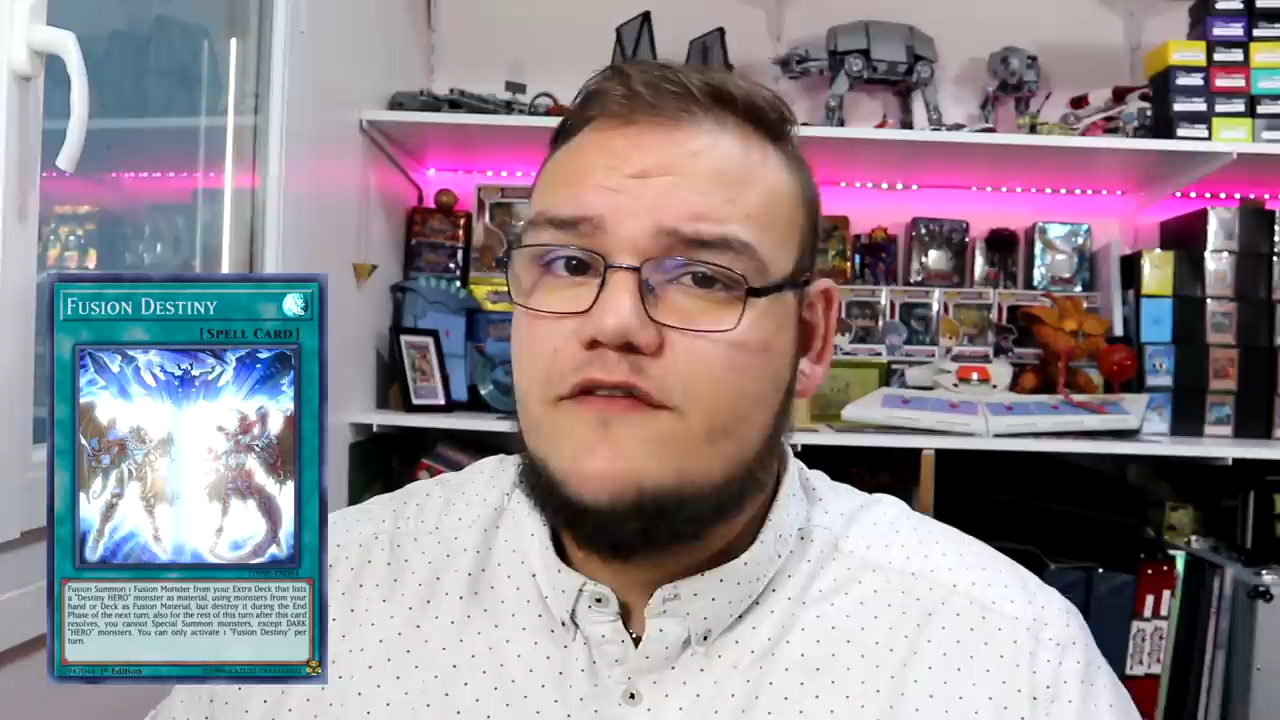 FUSION DESTINY
[SPELL CARD]
Fusion Summon 1 Fusion Monster from your Extra Deck that lists
a "Destiny HERO" monster as material, using monsters from your
hand or Deck as Fusion Material, but destroy it during the End
Phase of the next turn, also for the rest of this turn after this card
resolves, you cannot Special Summon monsters, except DARK
"HERO" monsters. You can only activate 1 "Fusion Destiny" per
turn.
1st Edition